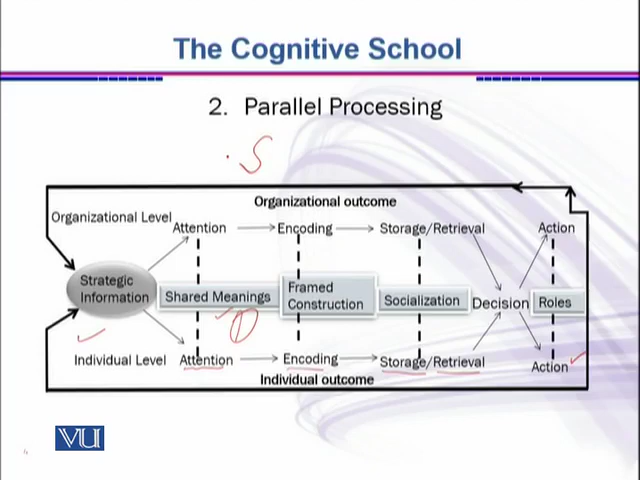 The Cognitive School
2. Parallel Processing
S
Organizational outcome
Organizational Level
Attention Encoding Storage/Retrieval Action
Strategic Information
Shared Meanings
Framed Construction
Socialization
Decision
Roles
1
Individual Level Attention Encoding Storage/Retrieval Action
Individual outcome
VU